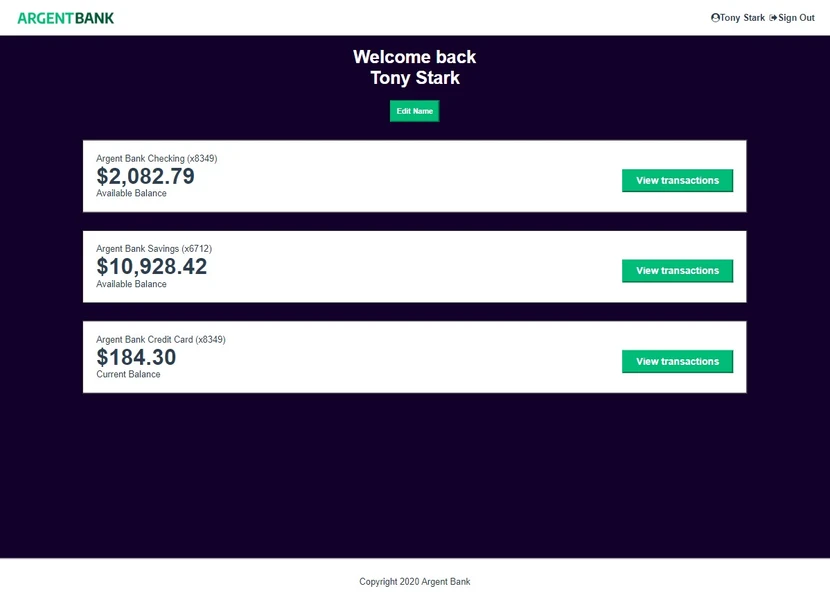 ARGENTBANK
Tony Stark Sign Out
Welcome back
Tony Stark
Edit Name
Argent Bank Checking (x8349)
$2,082.79
Available Balance
View transactions
Argent Bank Savings (x6712)
$10,928.42
Available Balance
View transactions
Argent Bank Credit Card (x8349)
$184.30
Current Balance
View transactions
Copyright 2020 Argent Bank